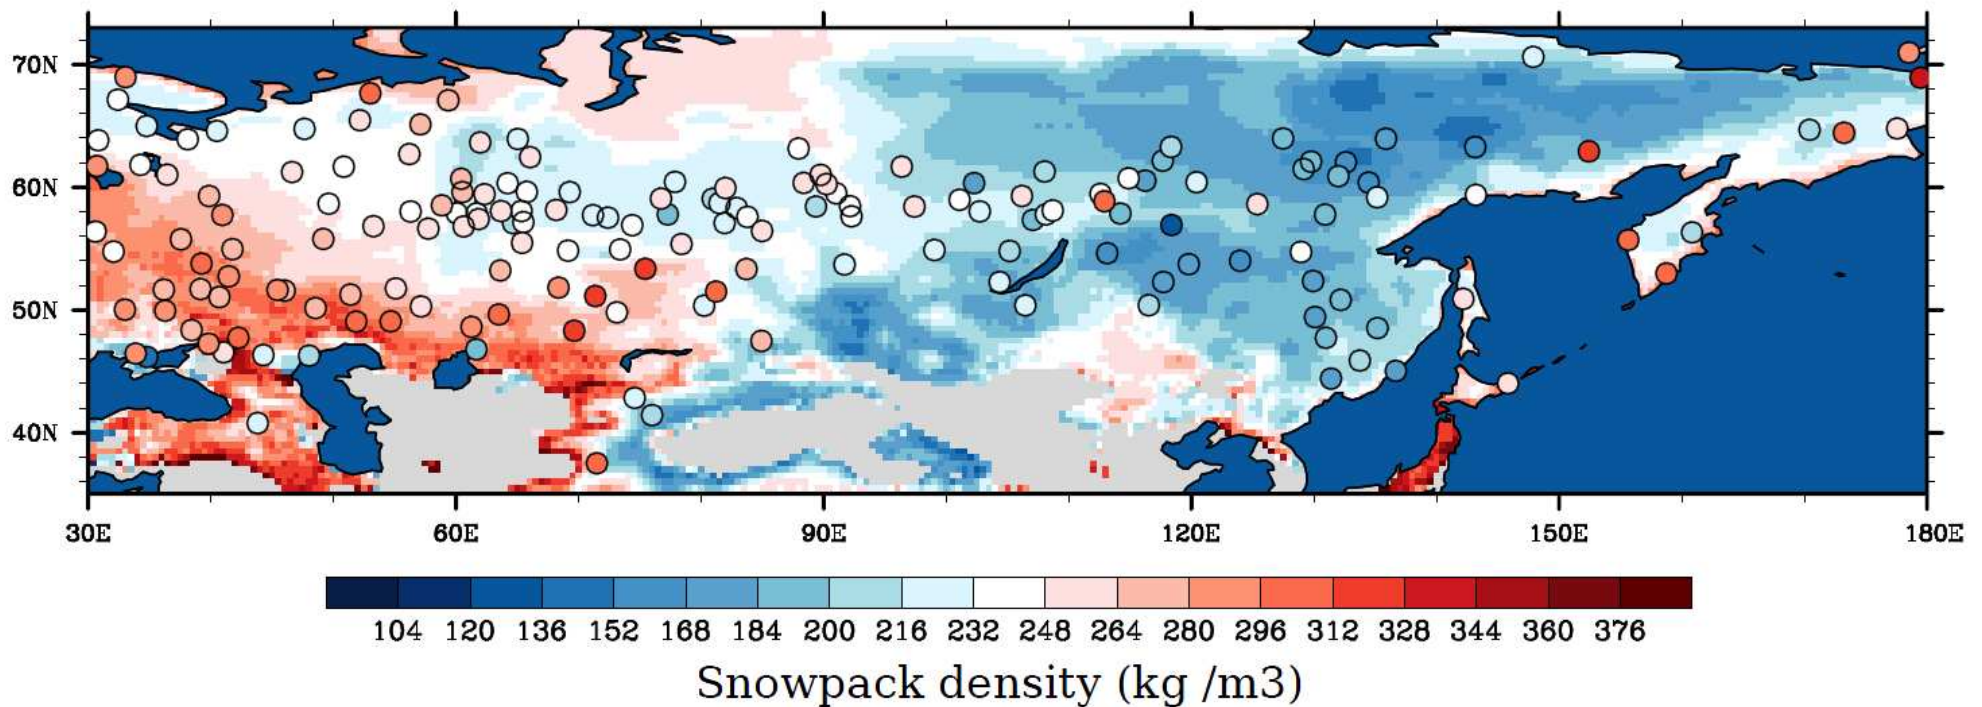 70N
60N
50N
40N
30E 60E 90E 120E 150E 180E
104 120 136 152 168 184 200 216 232 248 264 280 296 312 328 344 360 376
Snowpack density (kg /m3)